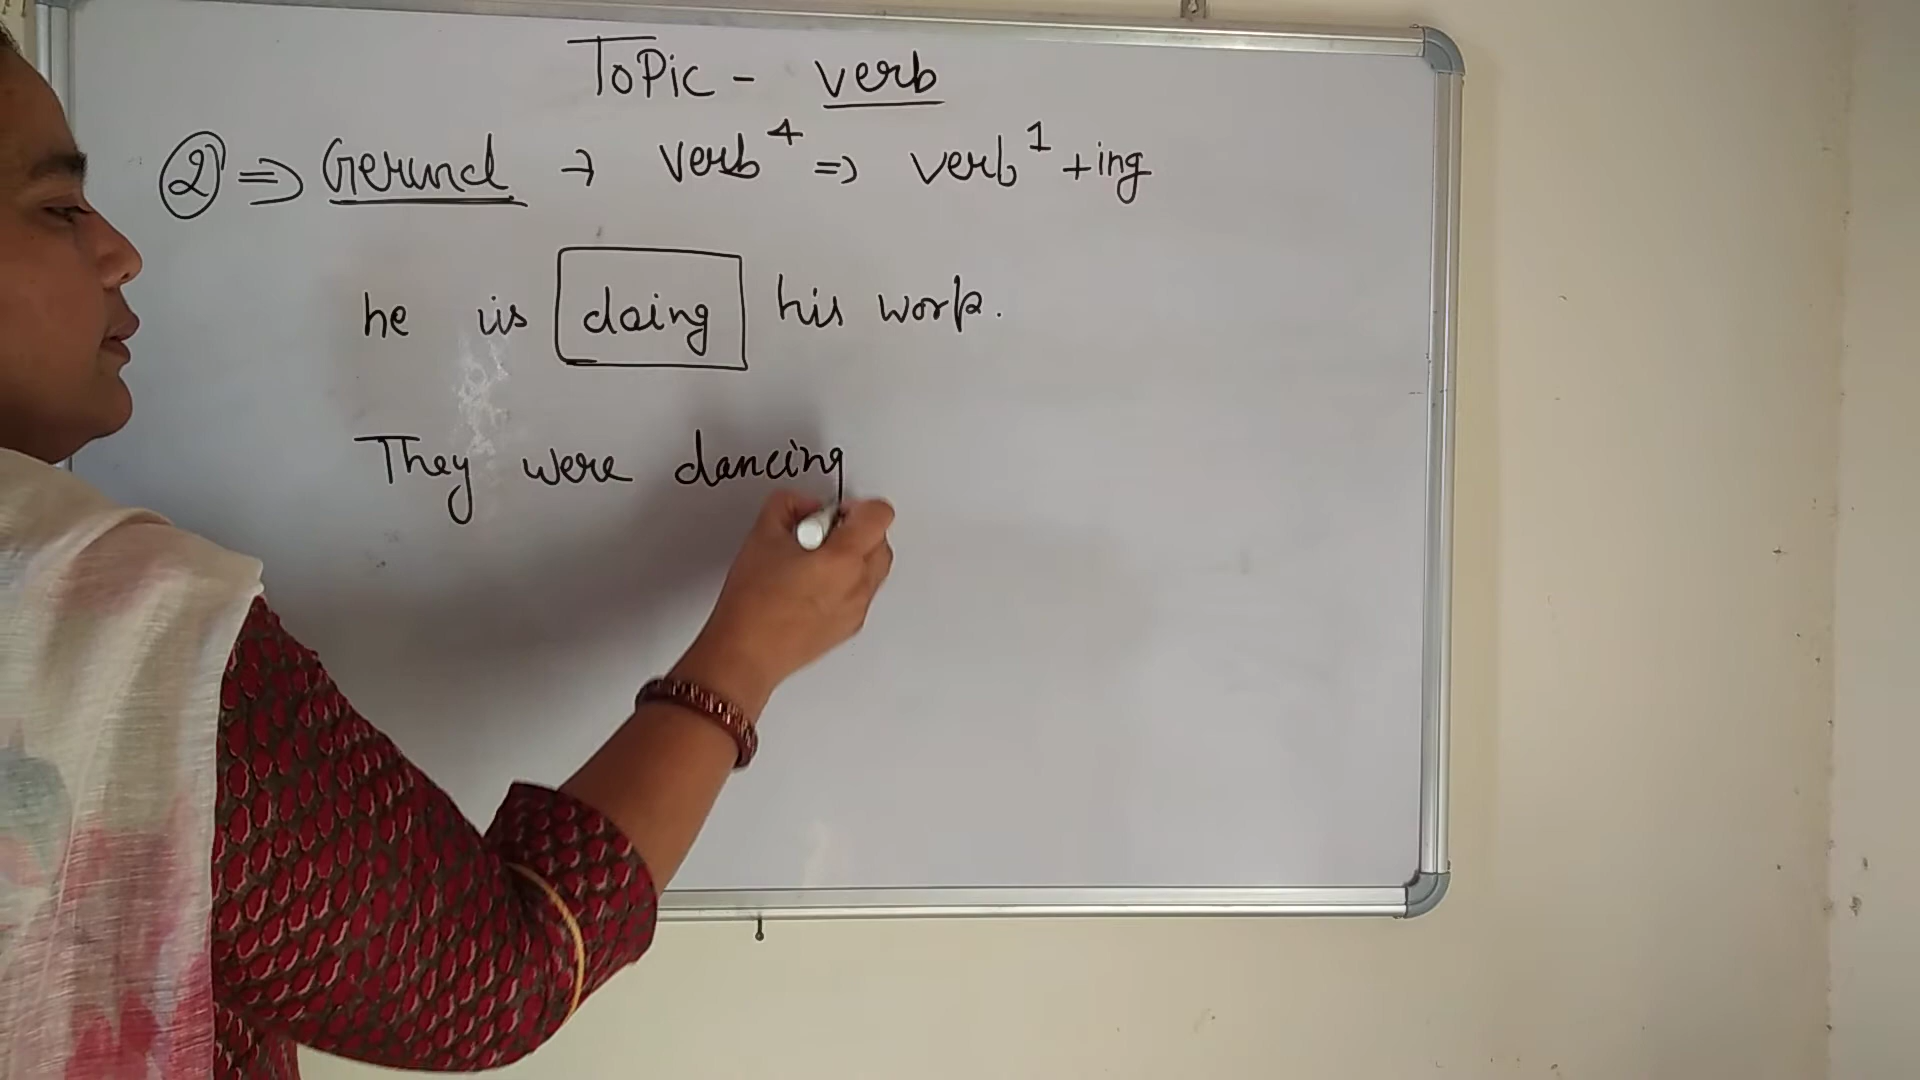 Topic - verb
② ⇒ Gerund → verb⁴ ⇒ verb¹ +ing
he is doing his work.
They were dancing